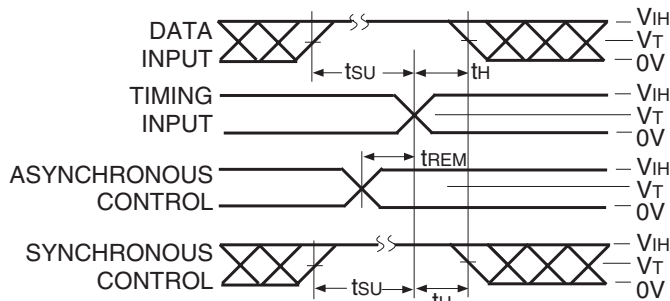 DATA INPUT
VIH
VT
0V
tSU
tH
TIMING INPUT
VIH
VT
0V
tREM
ASYNCHRONOUS CONTROL
VIH
VT
0V
SYNCHRONOUS CONTROL
VIH
VT
0V
tSU
tH